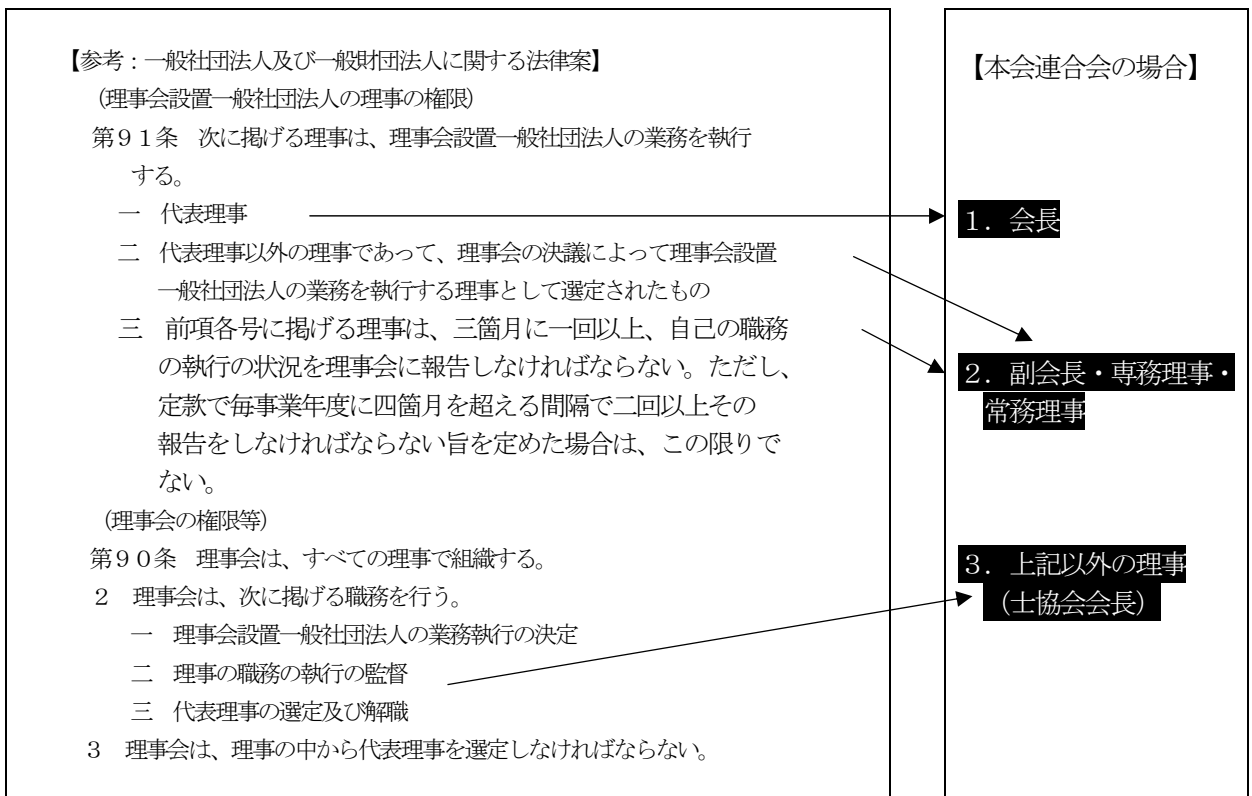 【参考：一般社団法人及び一般財団法人に関する法律案】
（理事会設置一般社団法人の理事の権限）
第９１条　次に掲げる理事は、理事会設置一般社団法人の業務を執行
する。
一　代表理事
二　代表理事以外の理事であって、理事会の決議によって理事会設置
一般社団法人の業務を執行する理事として選定されたもの
三　前項各号に掲げる理事は、三箇月に一回以上、自己の職務
の執行の状況を理事会に報告しなければならない。ただし、
定款で毎事業年度に四箇月を超える間隔で二回以上その
報告をしなければならない旨を定めた場合は、この限りで
ない。
（理事会の権限等）
第９０条　理事会は、すべての理事で組織する。
２　理事会は、次に掲げる職務を行う。
一　理事会設置一般社団法人の業務執行の決定
二　理事の職務の執行の監督
三　代表理事の選定及び解職
３　理事会は、理事の中から代表理事を選定しなければならない。
【本会連合会の場合】
１．会長
２．副会長・専務理事・
常務理事
３．上記以外の理事
（士協会会長）